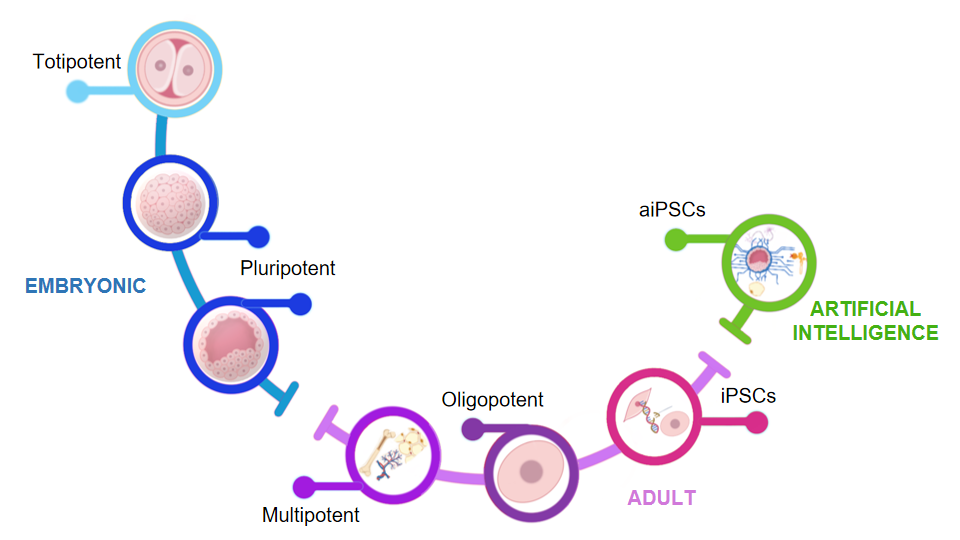 Totipotent
Pluripotent
EMBRYONIC
Multipotent
Oligopotent
iPSCs
ADULT
aiPSCs
ARTIFICIAL
INTELLIGENCE